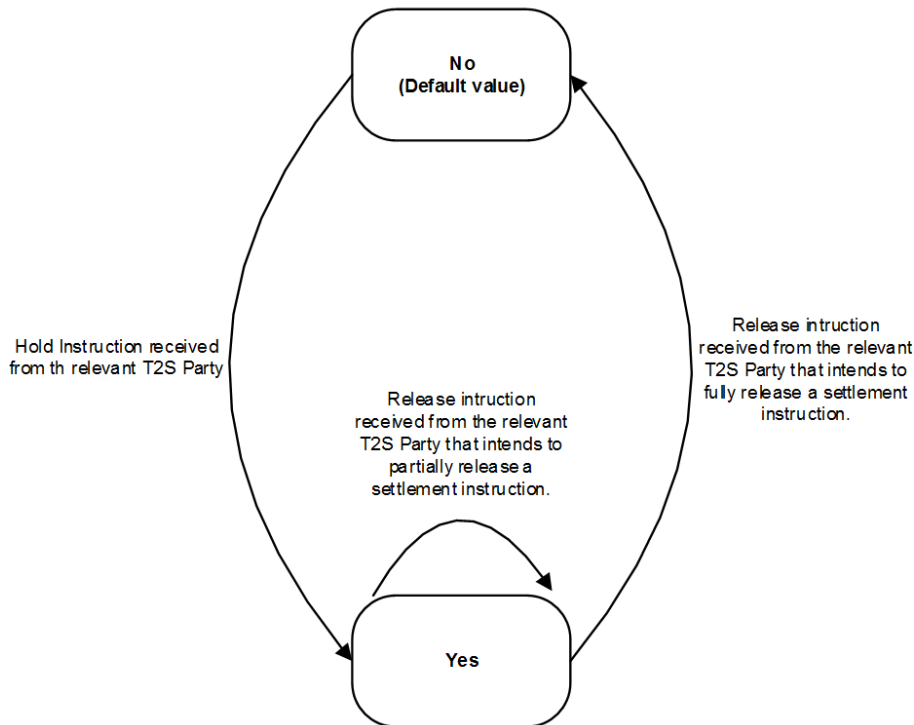 No
(Default value)
Hold Instruction received
from th relevant T2S Party
Release intruction
received from the relevant
T2S Party that intends to
fully release a settlement
instruction.
Release intruction
received from the relevant
T2S Party that intends to
partially release a
settlement instruction.
Yes